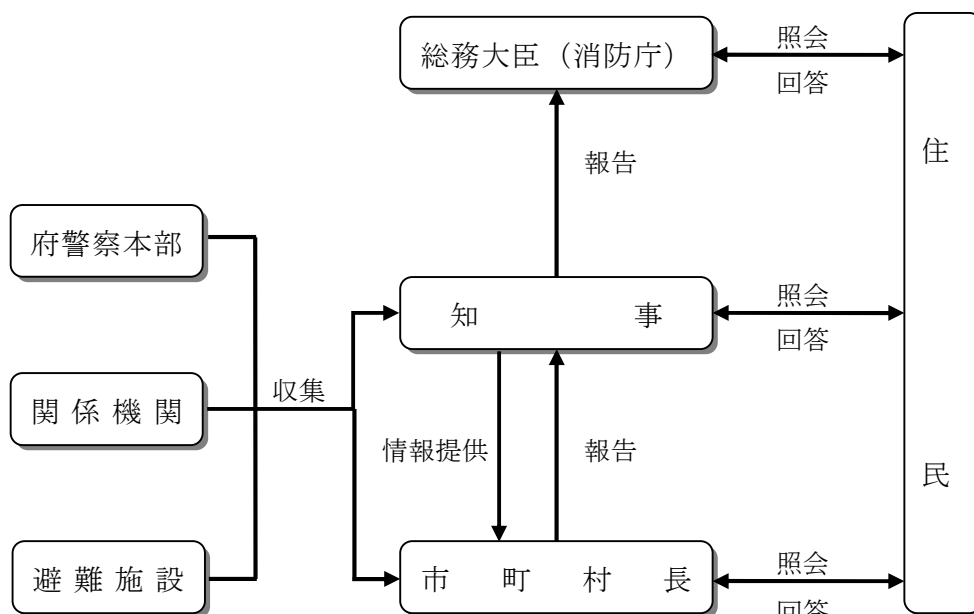 総務大臣（消防庁）
照会
回答
報告
府警察本部
知事
照会
回答
関係機関
収集
情報提供
報告
避難施設
市町村長
照会
回答
住民